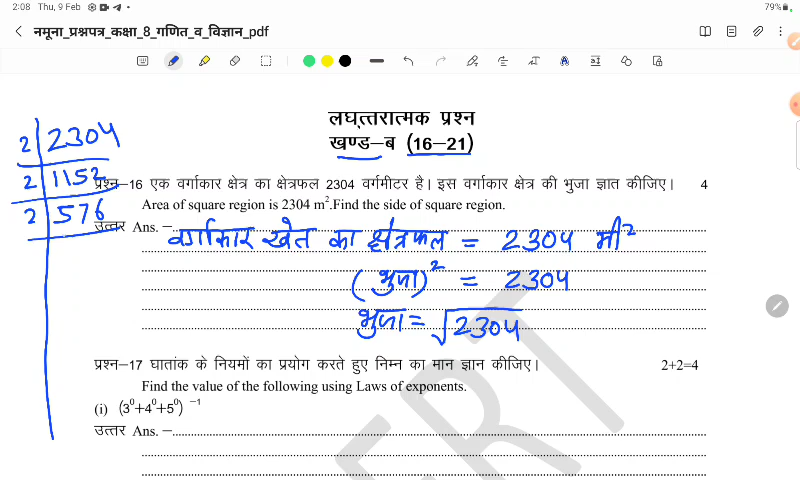 2:08 Thu, 9 Feb 79%
नमूना_प्रश्नपत्र_कक्षा_8_गणित_व_विज्ञान_pdf
लघूत्तरात्मक प्रश्न
खण्ड–ब (16–21)
2 2304
2 1152
2 576
प्रश्न–16 एक वर्गाकार क्षेत्र का क्षेत्रफल 2304 वर्गमीटर है। इस वर्गाकार क्षेत्र की भुजा ज्ञात कीजिए। 4
Area of square region is 2304 m².Find the side of square region.
उत्तर Ans. –
वर्गाकार खेत का क्षेत्रफल = 2304 मी²
(भुजा)² = 2304
भुजा = √2304
प्रश्न–17 घातांक के नियमों का प्रयोग करते हुए निम्न का मान ज्ञान कीजिए। 2+2=4
Find the value of the following using Laws of exponents.
(i) (3⁰+4⁰+5⁰)⁻¹
उत्तर Ans. –